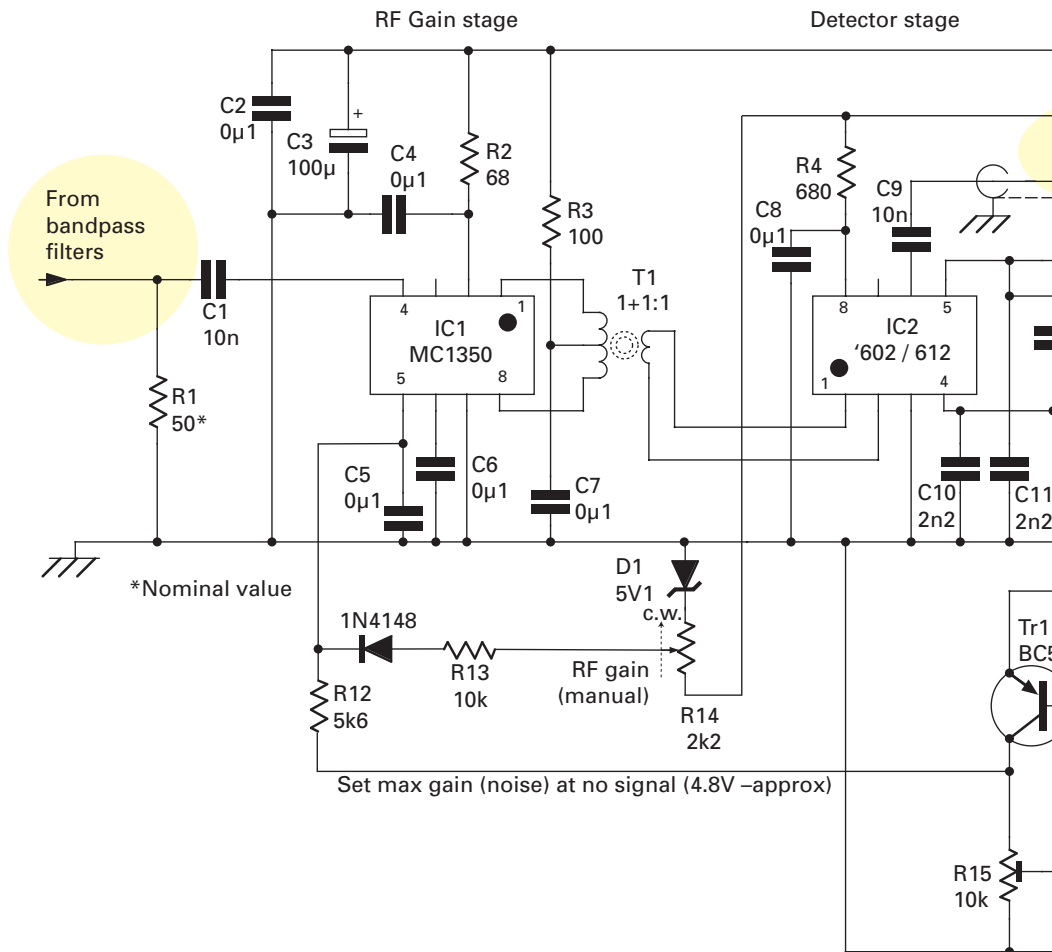 RF Gain stage
Detector stage
C2
0µ1
C3
100µ
+
C4
0µ1
R2
68
R3
100
R4
680
C9
10n
C8
0µ1
From
bandpass
filters
C1
10n
4
1
IC1
MC1350
5
8
T1
1+1:1
8
5
IC2
‘602 / 612
1
4
R1
50*
C5
0µ1
C6
0µ1
C7
0µ1
C10
2n2
C11
2n2
*Nominal value
D1
5V1
c.w.
1N4148
R13
10k
RF gain
(manual)
R12
5k6
R14
2k2
Tr1
BC5
Set max gain (noise) at no signal (4.8V –approx)
R15
10k